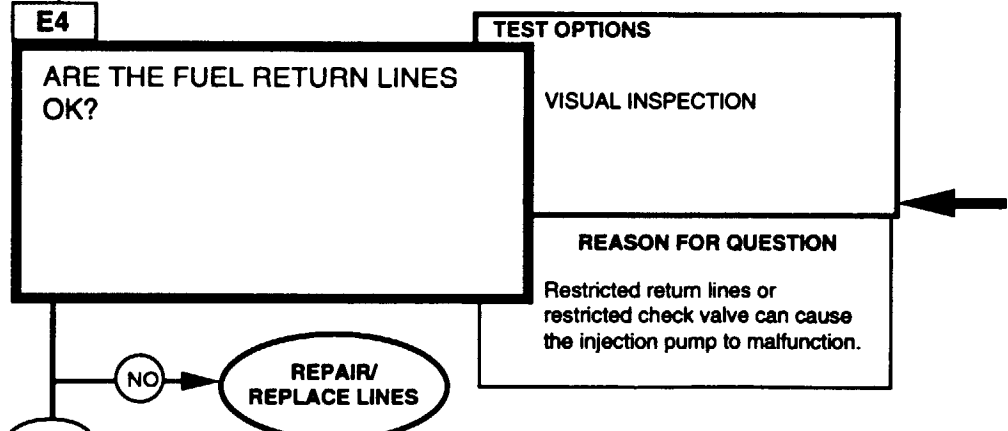 E4
ARE THE FUEL RETURN LINES
OK?
TEST OPTIONS
VISUAL INSPECTION
REASON FOR QUESTION
Restricted return lines or
restricted check valve can cause
the injection pump to malfunction.
NO
REPAIR/
REPLACE LINES